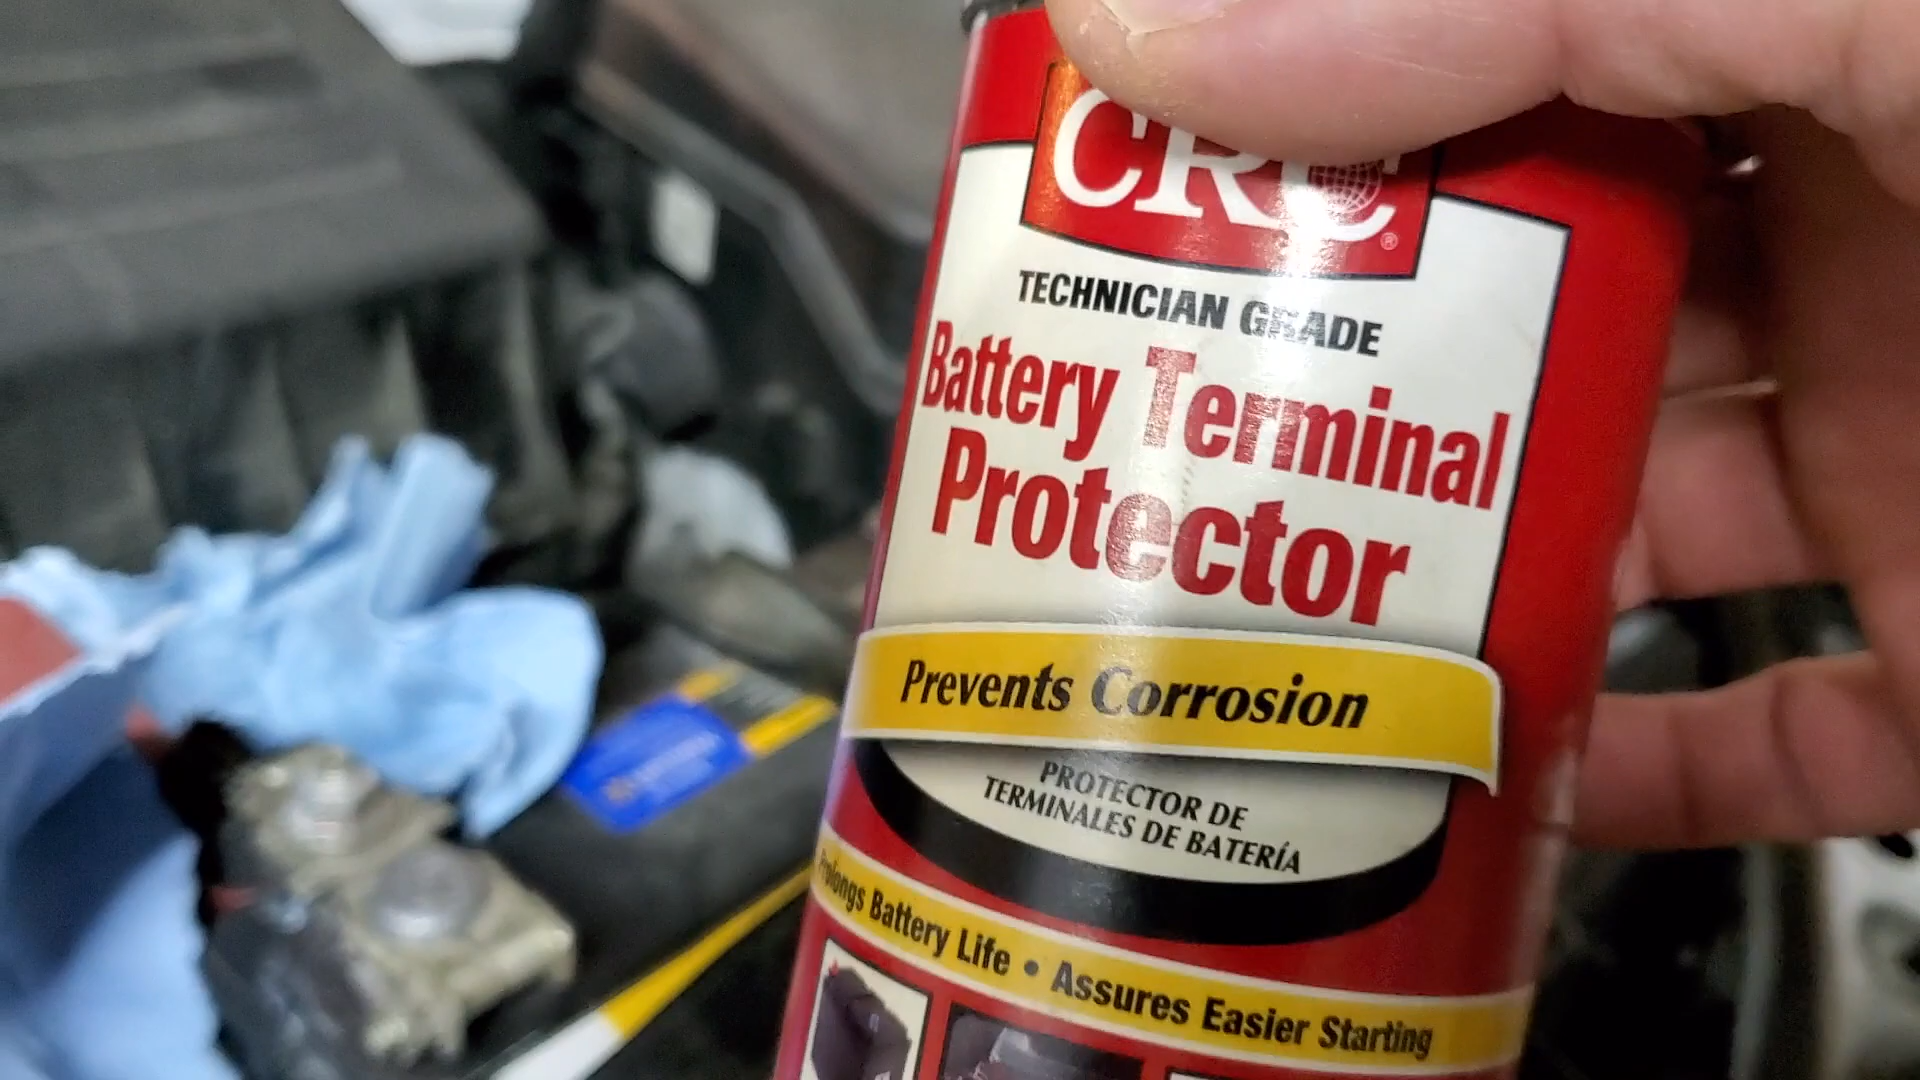 CRC
®
TECHNICIAN GRADE
Battery Terminal
Protector
Prevents Corrosion
PROTECTOR DE
TERMINALES DE BATERÍA
Prolongs Battery Life • Assures Easier Starting